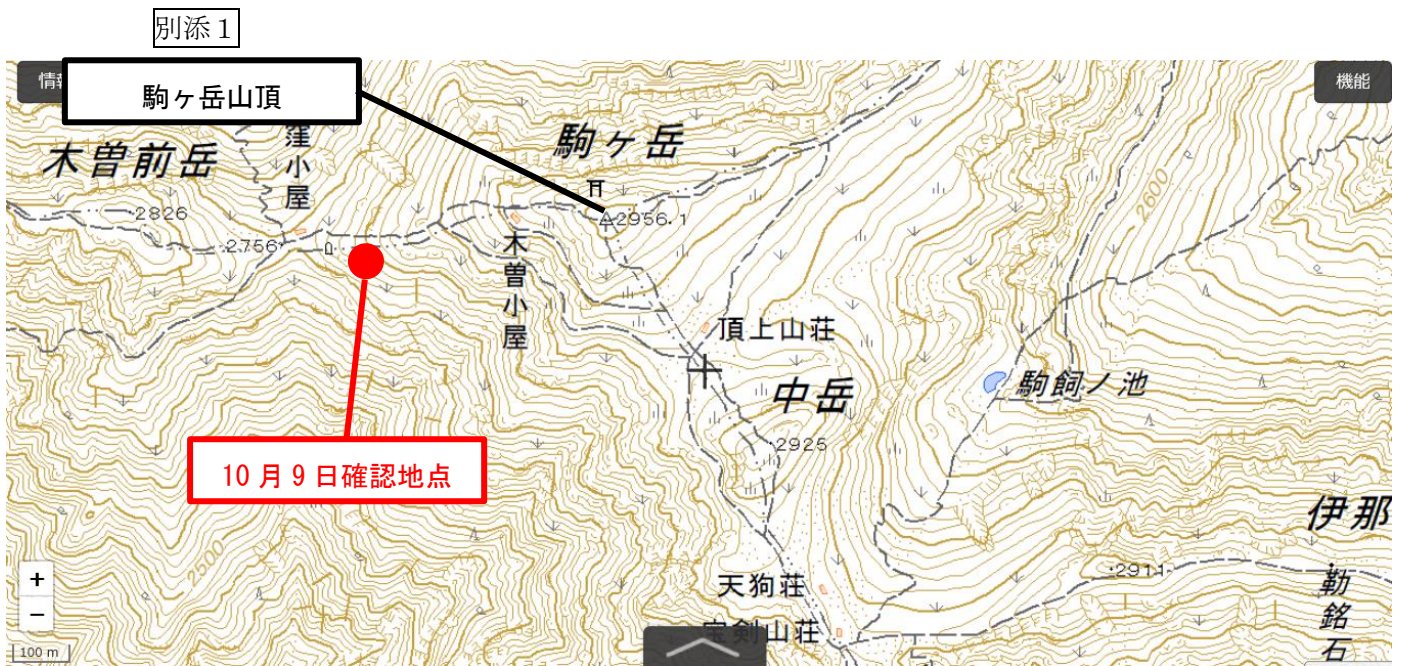 別添1
情
機能
駒ヶ岳山頂
木曽前岳
窪小屋
駒ヶ岳
2826
2956.1
2756
木曽小屋
2600
頂上山荘
中岳
駒飼ノ池
2925
10月9日確認地点
伊那
2500
2911
天狗荘
勒銘石
宝剣山荘
+
−
100 m